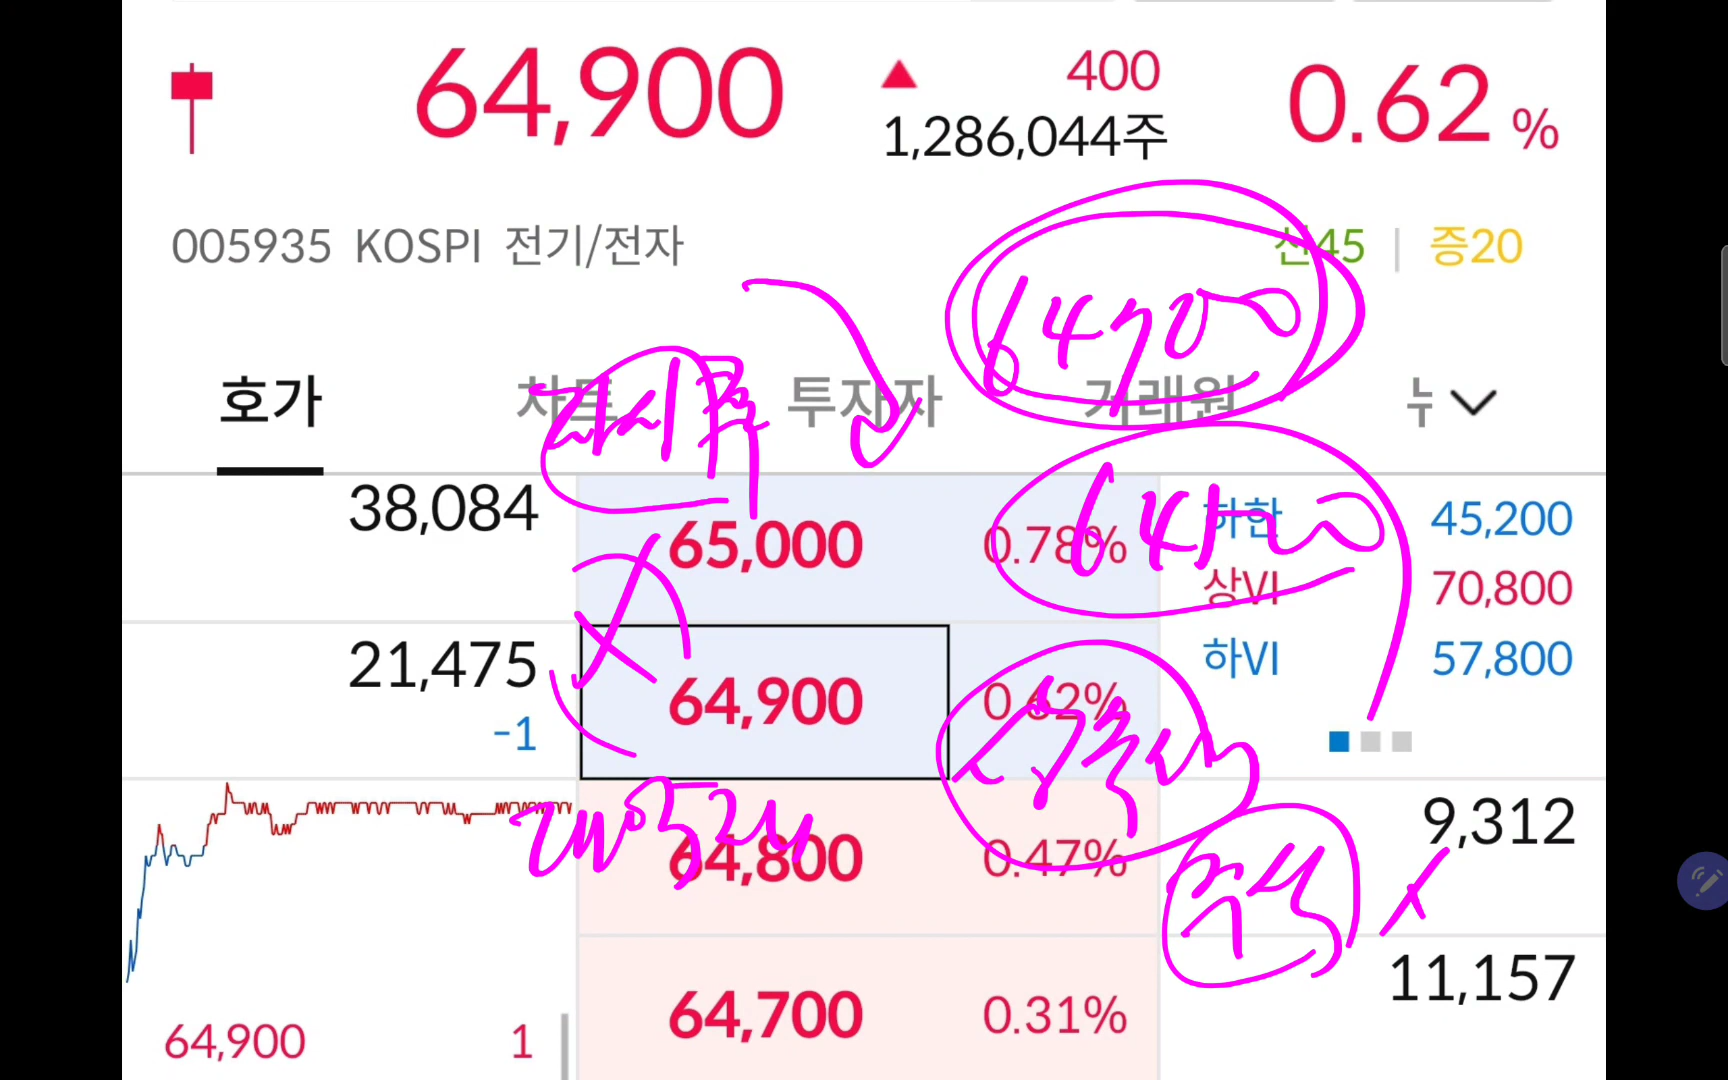 64,900 ▲ 400 0.62 %
1,286,044주
005935 KOSPI 전기/전자 신45 | 증20
64900
호가 차트 투자자 거래원 뉴
38,084 65,000 0.78% 하한 45,200
상VI 70,800
21,475 64,900 0.62% 하VI 57,800
-1
64,800 0.47% 9,312
주식
64,700 0.31% 11,157
64,900 1